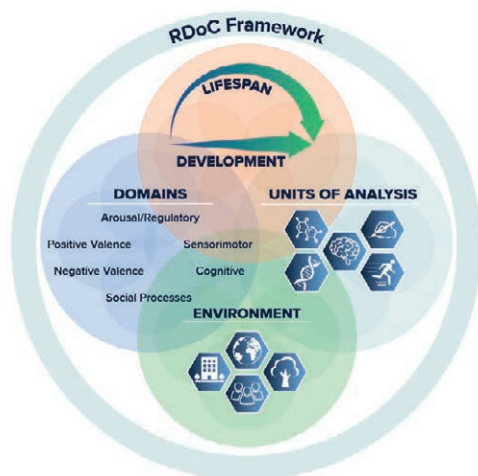 RDoC Framework
LIFESPAN
DEVELOPMENT
DOMAINS
Arousal/Regulatory
Positive Valence
Sensorimotor
Negative Valence
Cognitive
Social Processes
UNITS OF ANALYSIS
ENVIRONMENT